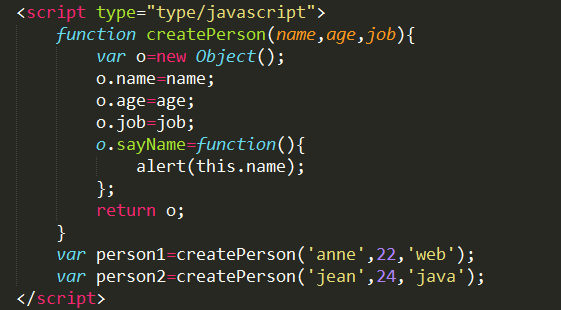 <script type="type/javascript">
function createPerson(name,age,job){
var o=new Object();
o.name=name;
o.age=age;
o.job=job;
o.sayName=function(){
alert(this.name);
};
return o;
}
var person1=createPerson('anne',22,'web');
var person2=createPerson('jean',24,'java');
</script>